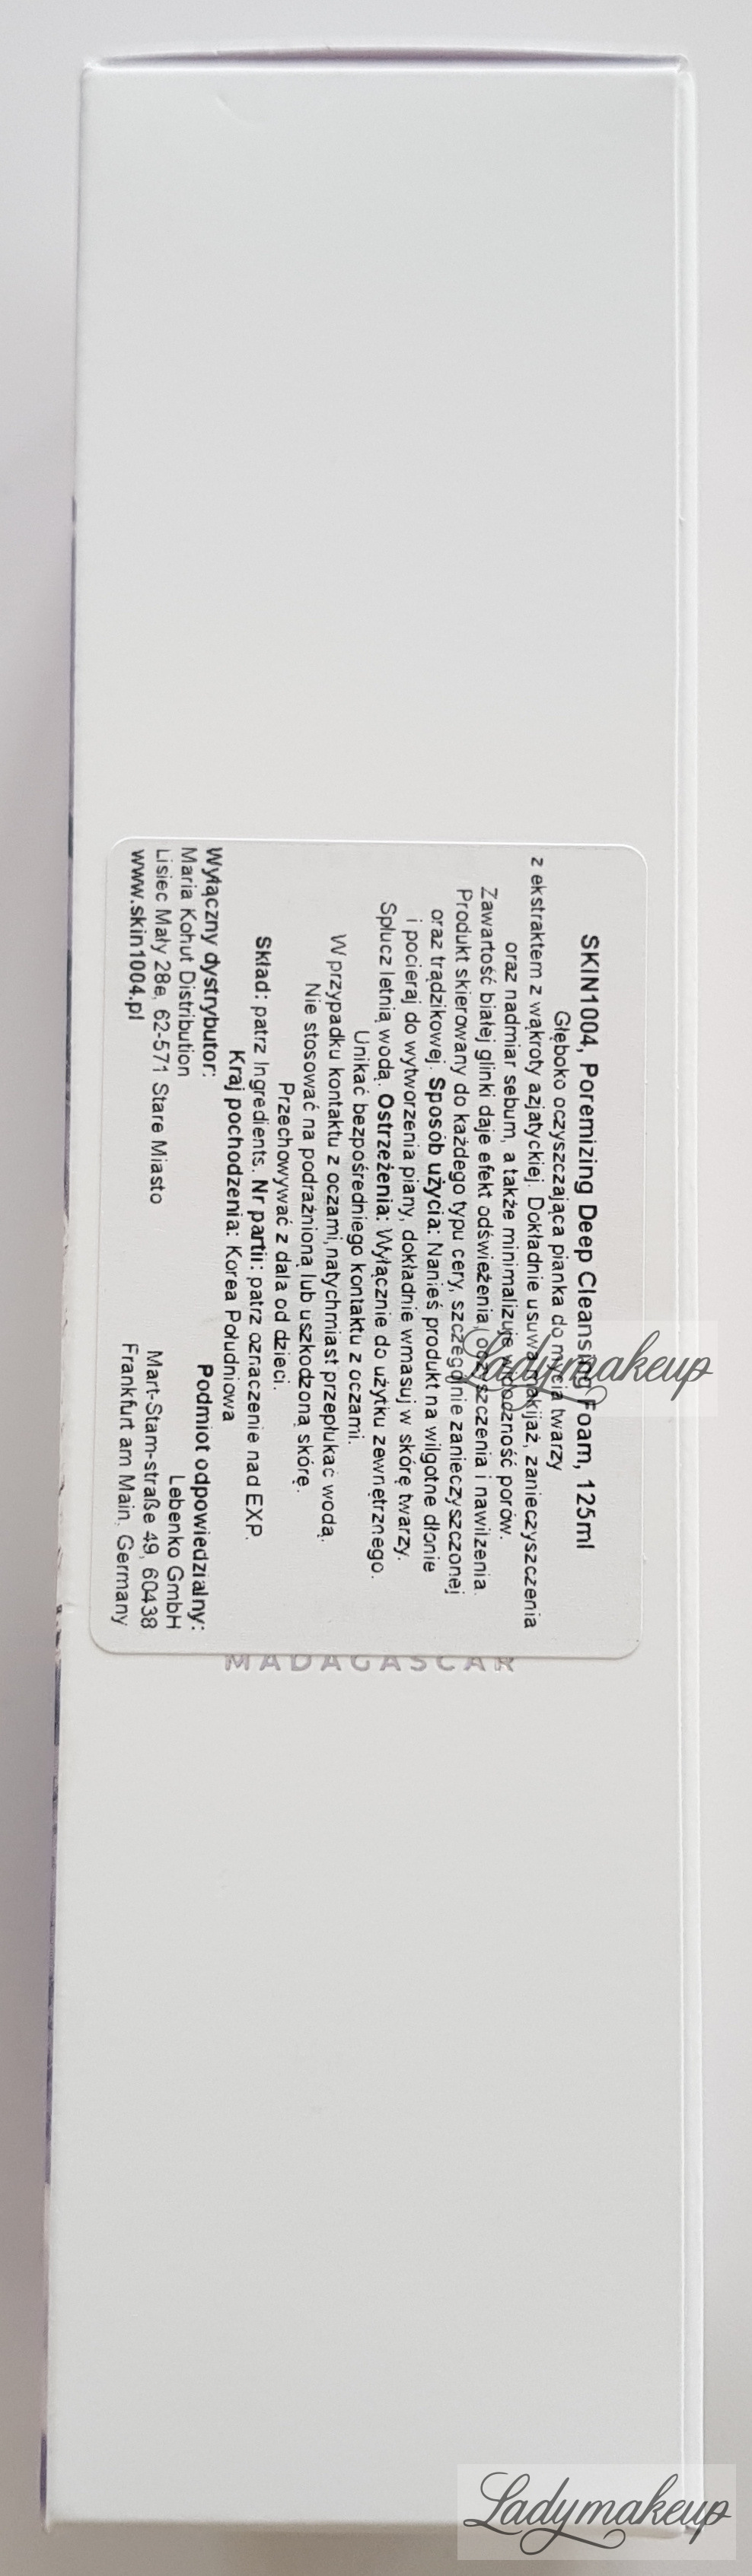 SKIN1004, Poremizing Deep Cleansing Foam, 125ml
Głęboko oczyszczająca pianka do mycia twarzy
z ekstraktem z wąkroty azjatyckiej. Dokładnie usuwa makijaż, zanieczyszczenia
oraz nadmiar sebum, a także minimalizuje widoczność porów.
Zawartość białej glinki daje efekt odświeżenia, oczyszczenia i nawilżenia.
Produkt skierowany do każdego typu cery, szczególnie zanieczyszczonej
oraz trądzikowej. Sposób użycia: Nanieś produkt na wilgotne dłonie
i pocieraj do wytworzenia piany, dokładnie wmasuj w skórę twarzy.
Spłucz letnią wodą. Ostrzeżenia: Wyłącznie do użytku zewnętrznego.
Unikać bezpośredniego kontaktu z oczami.
W przypadku kontaktu z oczami, natychmiast przepłukać wodą.
Nie stosować na podrażnioną lub uszkodzoną skórę.
Przechowywać z dala od dzieci.
Skład: patrz Ingredients. Nr partii: patrz oznaczenie nad EXP.
Kraj pochodzenia: Korea Południowa
Wyłączny dystrybutor:
Maria Kohut Distribution
Lisiec Mały 28e, 62-571 Stare Miasto
www.skin1004.pl
Podmiot odpowiedzialny:
Lebenko GmbH
Mart-Stam-straße 49, 60438
Frankfurt am Main, Germany
MADAGASCAR
Ladymakeup
Ladymakeup